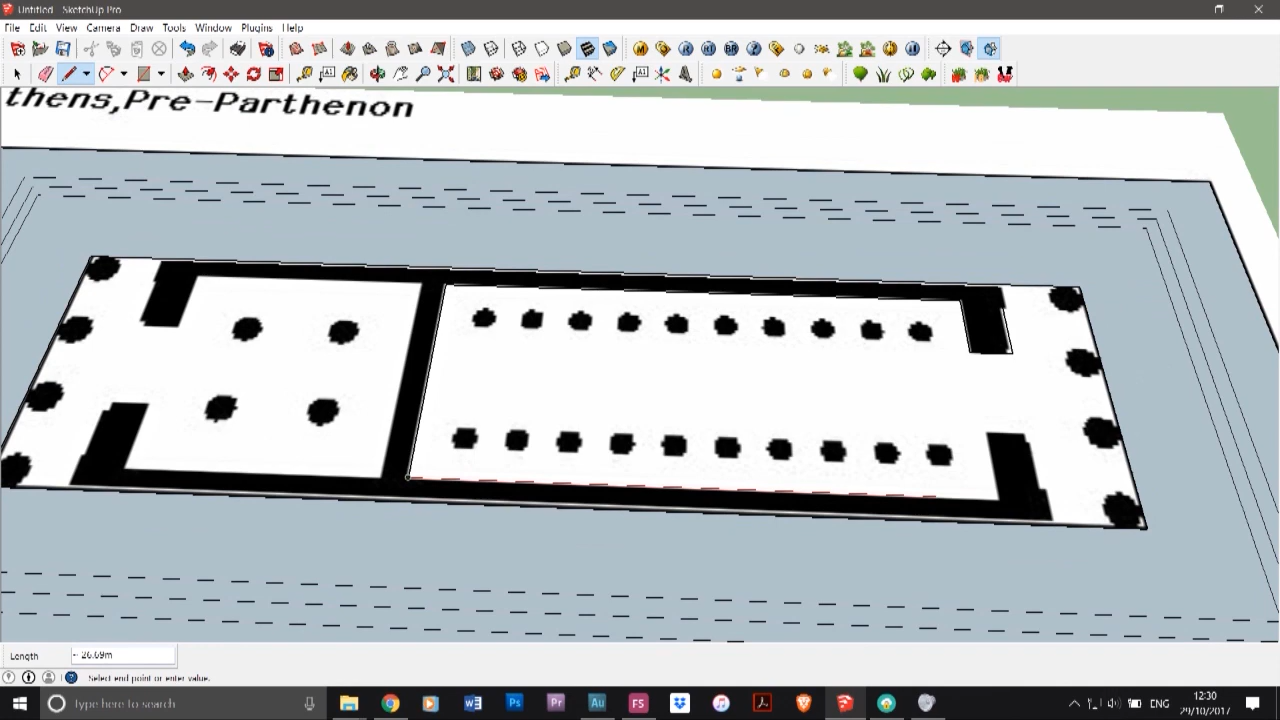 Untitled - SketchUp Pro
File Edit View Camera Draw Tools Window Plugins Help
thens,Pre-Parthenon
Length ~ 26.69m
Select end point or enter value.
Type here to search
ENG
12:30
29/10/2017